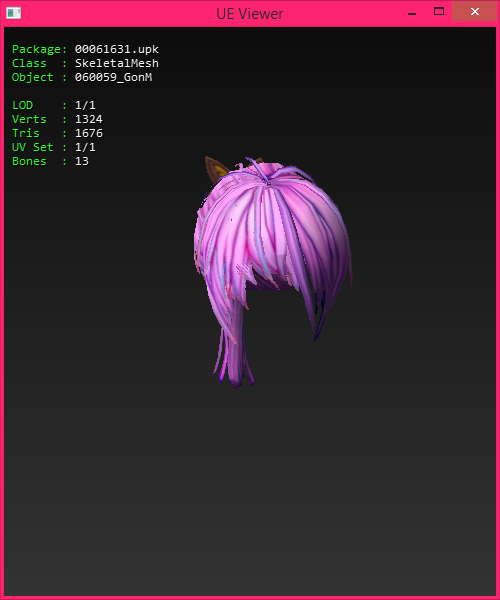 UE Viewer
Package: 00061631.upk
Class  : SkeletalMesh
Object : 060059_GonM
LOD    : 1/1
Verts  : 1324
Tris   : 1676
UV Set : 1/1
Bones  : 13